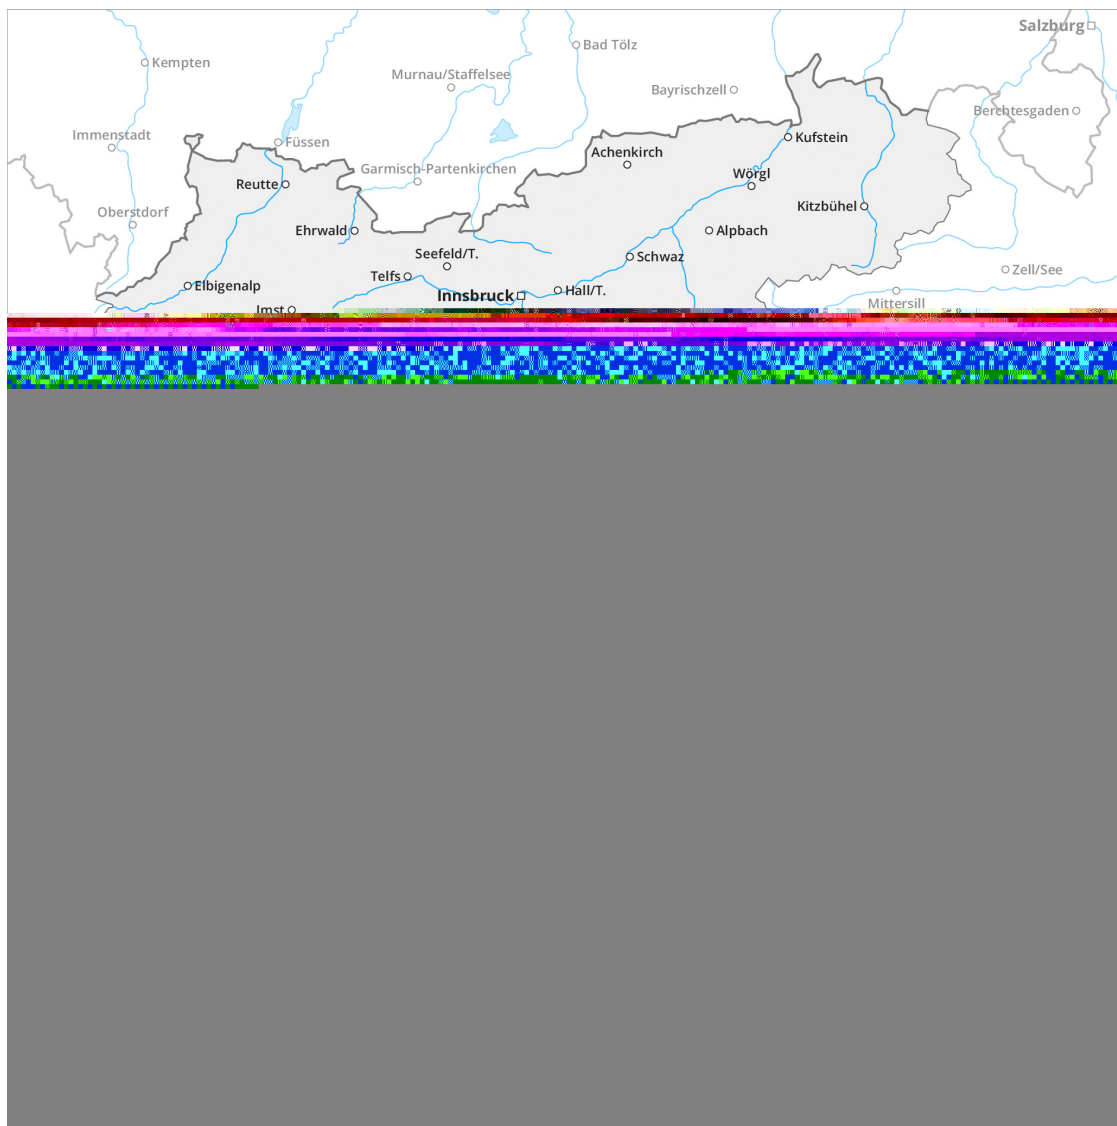 Salzburg
Bad Tölz
Kempten
Murnau/Staffelsee
Bayrischzell
Berchtesgaden
Immenstadt
Füssen
Kufstein
Achenkirch
Garmisch-Partenkirchen
Wörgl
Reutte
Kitzbühel
Oberstdorf
Ehrwald
Alpbach
Seefeld/T.
Schwaz
Zell/See
Telfs
Elbigenalp
Hall/T.
Innsbruck
Mittersill
Imst